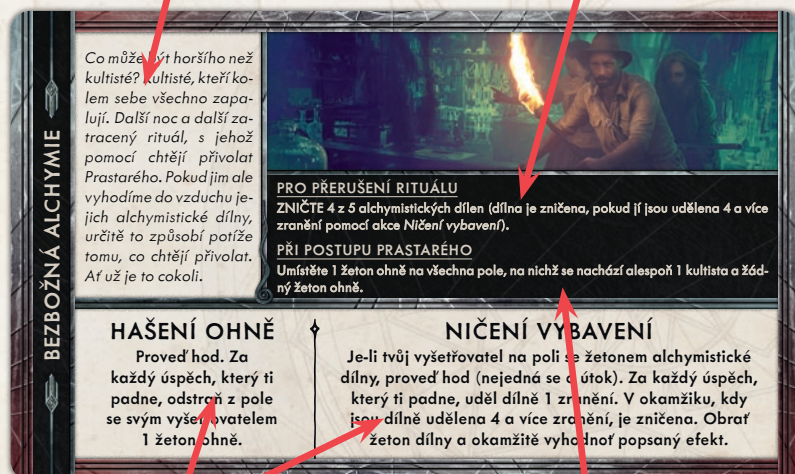 BEZBOŽNÁ ALCHYMIE
Co může být horšího než
kultisté? Kultisté, kteří ko-
lem sebe všechno zapa-
lují. Další noc a další za-
tracený rituál, s jehož
pomocí chtějí přivolat
Prastarého. Pokud jim ale
vyhodíme do vzduchu je-
jich alchymistické dílny,
určitě to způsobí potíže
tomu, co chtějí přivolat.
Ať už je to cokoli.
PRO PŘERUŠENÍ RITUÁLU
ZNIČTE 4 z 5 alchymistických dílen (dílna je zničena, pokud jí jsou udělena 4 a více
zranění pomocí akce Ničení vybavení).
PŘI POSTUPU PRASTARÉHO
Umístěte 1 žeton ohně na všechna pole, na nichž se nachází alespoň 1 kultista a žád-
ný žeton ohně.
HAŠENÍ OHNĚ
Proveď hod. Za
každý úspěch, který ti
padne, odstraň z pole
se svým vyšetřovatelem
1 žeton ohně.
NIČENÍ VYBAVENÍ
Je-li tvůj vyšetřovatel na poli se žetonem alchymistické
dílny, proveď hod (nejedná se o útok). Za každý úspěch,
který ti padne, uděl dílně 1 zranění. V okamžiku, kdy
jsou dílně udělena 4 a více zranění, je zničena. Obrať
žeton dílny a okamžitě vyhodnoť popsaný efekt.